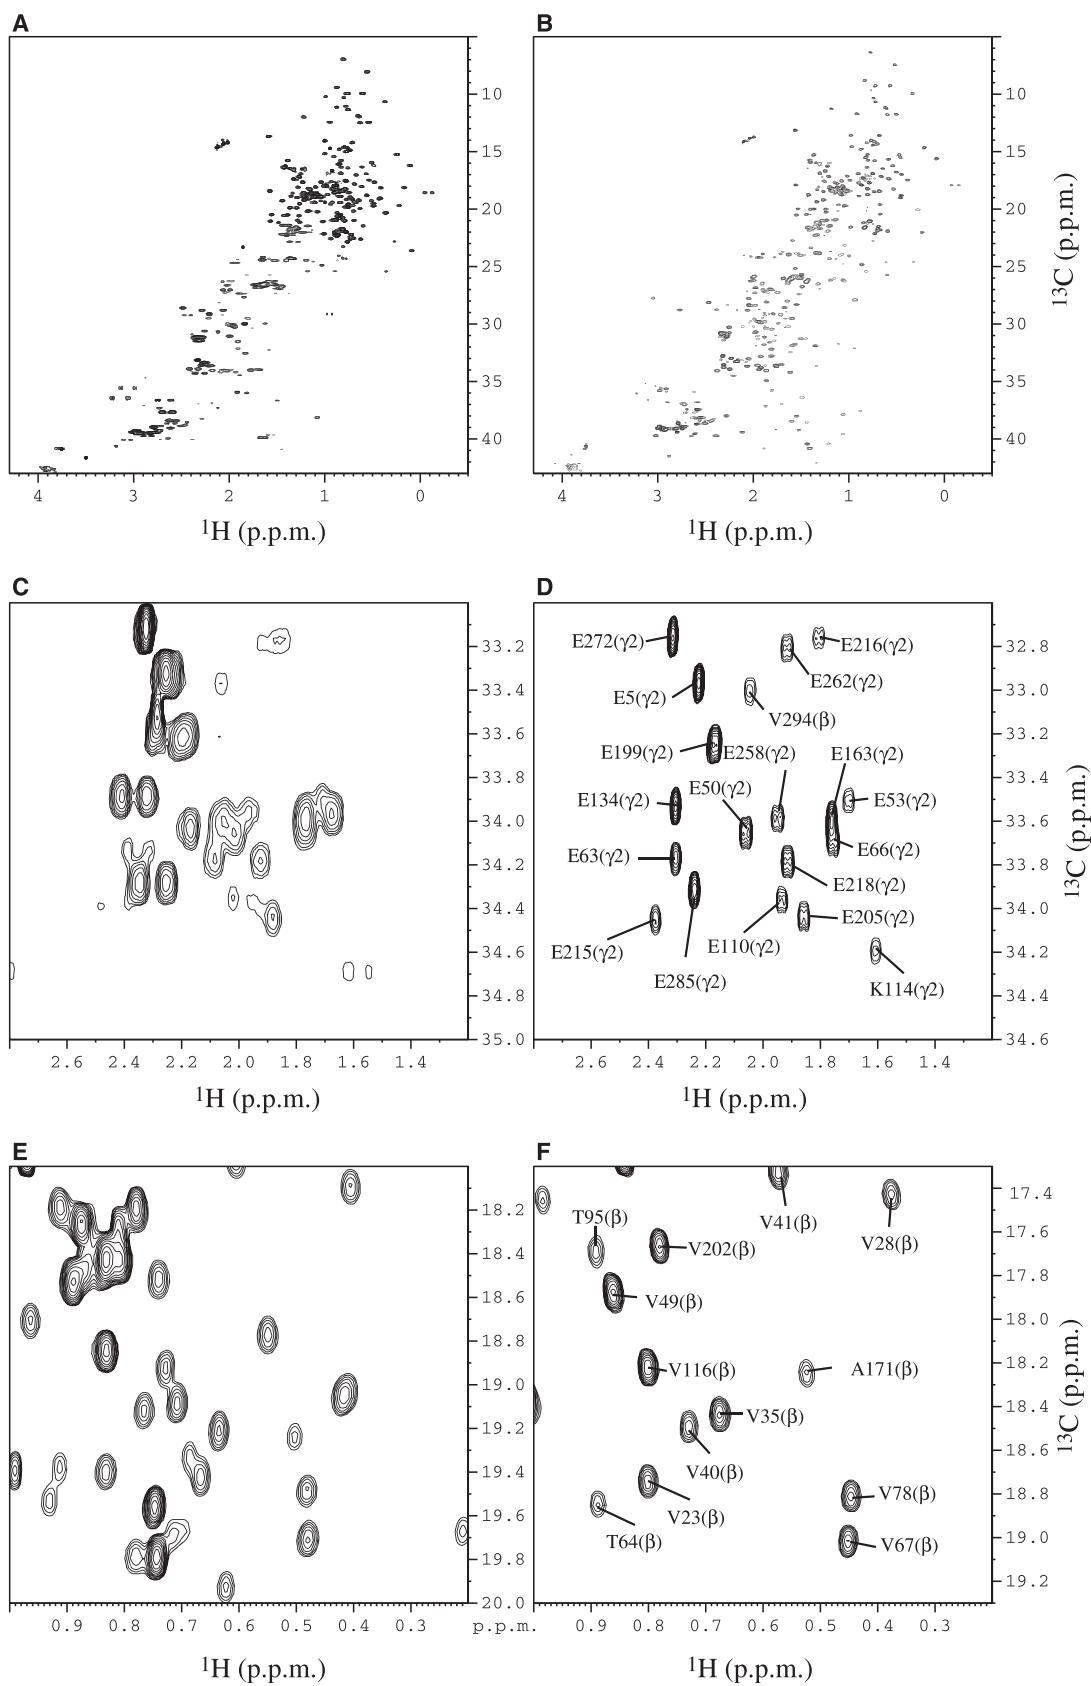 A
B
10
15
20
25
30
35
40
4 3 2 1 0
¹H (p.p.m.)
10
15
20
25
30
35
40
4 3 2 1 0
¹H (p.p.m.)
¹³C (p.p.m.)
C
33.2
33.4
33.6
33.8
34.0
34.2
34.4
34.6
34.8
35.0
2.6 2.4 2.2 2.0 1.8 1.6 1.4
¹H (p.p.m.)
D
E272(γ2)
E216(γ2)
E262(γ2)
E5(γ2)
V294(β)
E199(γ2)
E258(γ2)
E163(γ2)
E50(γ2)
E134(γ2)
E53(γ2)
E63(γ2)
E66(γ2)
E218(γ2)
E205(γ2)
E110(γ2)
E215(γ2)
E285(γ2)
K114(γ2)
32.8
33.0
33.2
33.4
33.6
33.8
34.0
34.2
34.4
34.6
2.6 2.4 2.2 2.0 1.8 1.6 1.4
¹H (p.p.m.)
¹³C (p.p.m.)
E
18.2
18.4
18.6
18.8
19.0
19.2
19.4
19.6
19.8
20.0
0.9 0.8 0.7 0.6 0.5 0.4 0.3 p.p.m.
¹H (p.p.m.)
F
T95(β)
V41(β)
V28(β)
V202(β)
V49(β)
V116(β)
A171(β)
V35(β)
V40(β)
V78(β)
V23(β)
T64(β)
V67(β)
17.4
17.6
17.8
18.0
18.2
18.4
18.6
18.8
19.0
19.2
0.9 0.8 0.7 0.6 0.5 0.4 0.3
¹H (p.p.m.)
¹³C (p.p.m.)